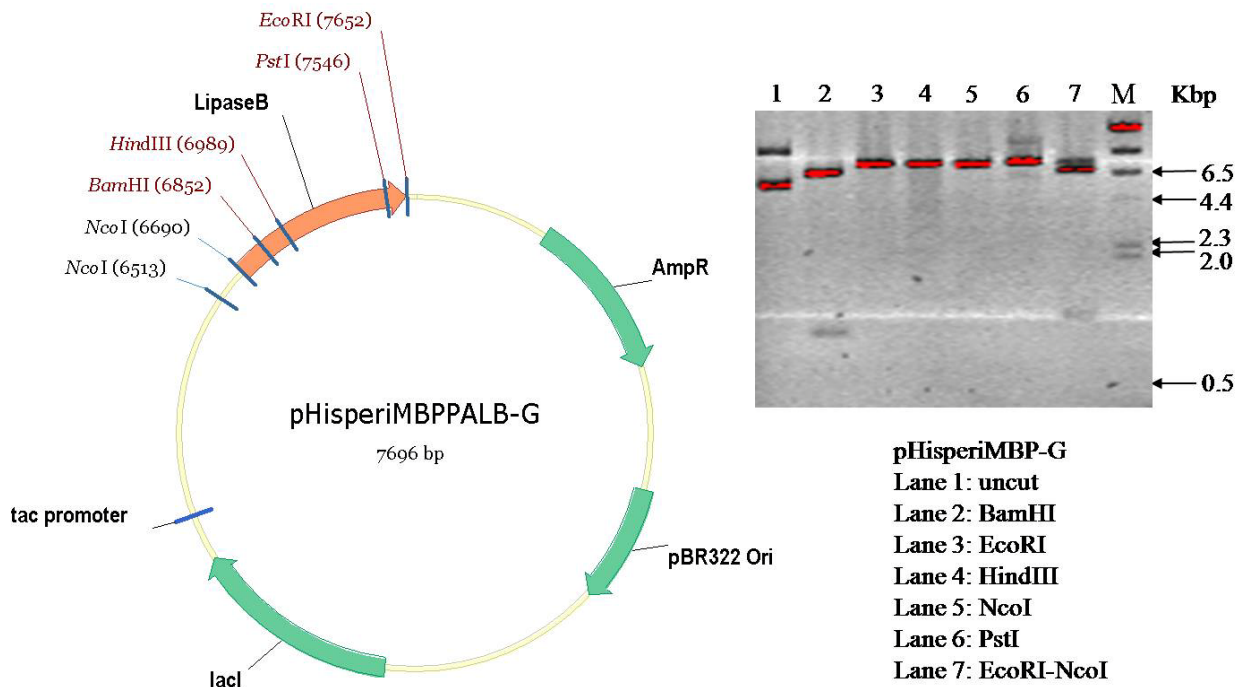 EcoRI (7652)
PstI (7546)
LipaseB
HindIII (6989)
BamHI (6852)
NcoI (6690)
NcoI (6513)
AmpR
pHisperiMBPPALB-G
7696 bp
tac promoter
pBR322 Ori
lacI
1 2 3 4 5 6 7 M Kbp
6.5
4.4
2.3
2.0
0.5
pHisperiMBP-G
Lane 1: uncut
Lane 2: BamHI
Lane 3: EcoRI
Lane 4: HindIII
Lane 5: NcoI
Lane 6: PstI
Lane 7: EcoRI-NcoI